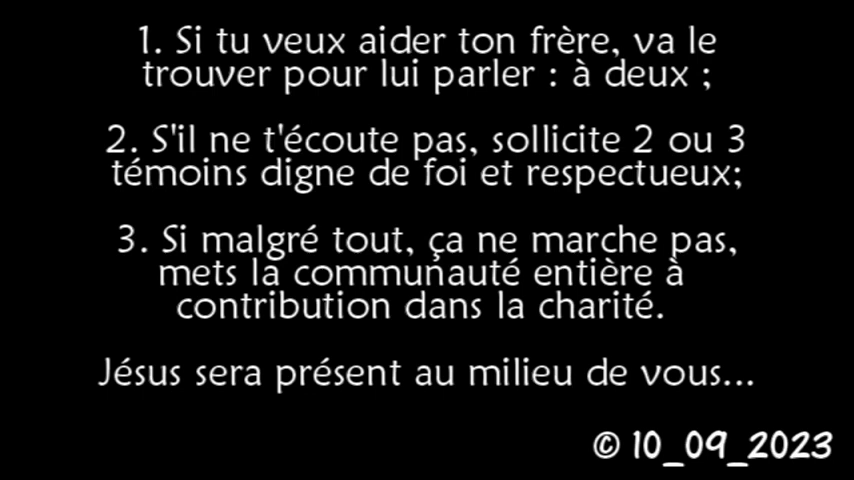 1. Si tu veux aider ton frère, va le
trouver pour lui parler : à deux ;
2. S'il ne t'écoute pas, sollicite 2 ou 3
témoins digne de foi et respectueux;
3. Si malgré tout, ça ne marche pas,
mets la communauté entière à
contribution dans la charité.
Jésus sera présent au milieu de vous...
© 10_09_2023